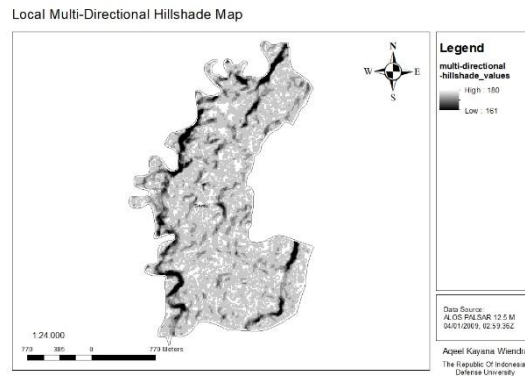 Local Multi-Directional Hillshade Map
N
W E
S
Legend
multi-directional
-hillshade_values
High : 180
Low : 161
1:24.000
770 385 0 770 Meters
Data Source:
ALOS PALSAR 12.5 M
04/01/2009, 02:59:36Z
Aqeel Kayana Wiendra
The Republic Of Indonesia
Defense University